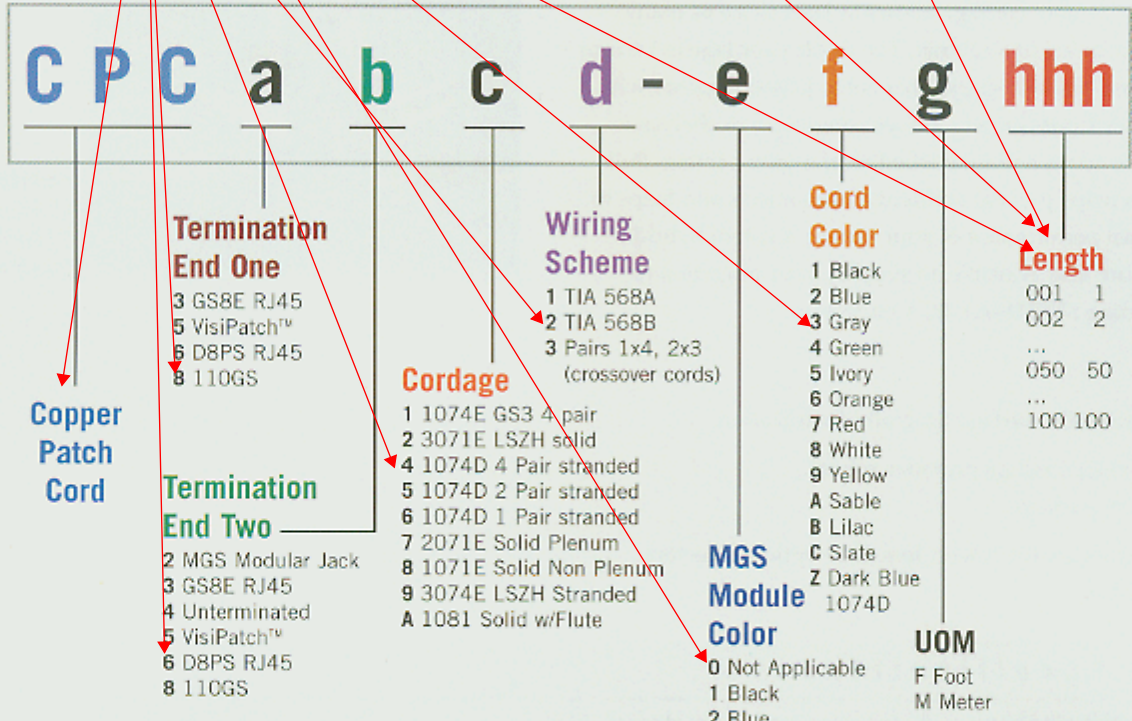 C P C a b c d - e f g hhh
Termination
End One
3 GS8E RJ45
5 VisiPatch™
6 D8PS RJ45
8 110GS
Copper
Patch
Cord
Termination
End Two
2 MGS Modular Jack
3 GS8E RJ45
4 Unterminated
5 VisiPatch™
6 D8PS RJ45
8 110GS
Cordage
1 1074E GS3 4 pair
2 3071E LSZH solid
4 1074D 4 Pair stranded
5 1074D 2 Pair stranded
6 1074D 1 Pair stranded
7 2071E Solid Plenum
8 1071E Solid Non Plenum
9 3074E LSZH Stranded
A 1081 Solid w/Flute
Wiring
Scheme
1 TIA 568A
2 TIA 568B
3 Pairs 1x4, 2x3
(crossover cords)
MGS
Module
Color
0 Not Applicable
1 Black
2 Blue
Cord
Color
1 Black
2 Blue
3 Gray
4 Green
5 Ivory
6 Orange
7 Red
8 White
9 Yellow
A Sable
B Lilac
C Slate
Z Dark Blue
1074D
UOM
F Foot
M Meter
Length
001 1
002 2
...
050 50
...
100 100